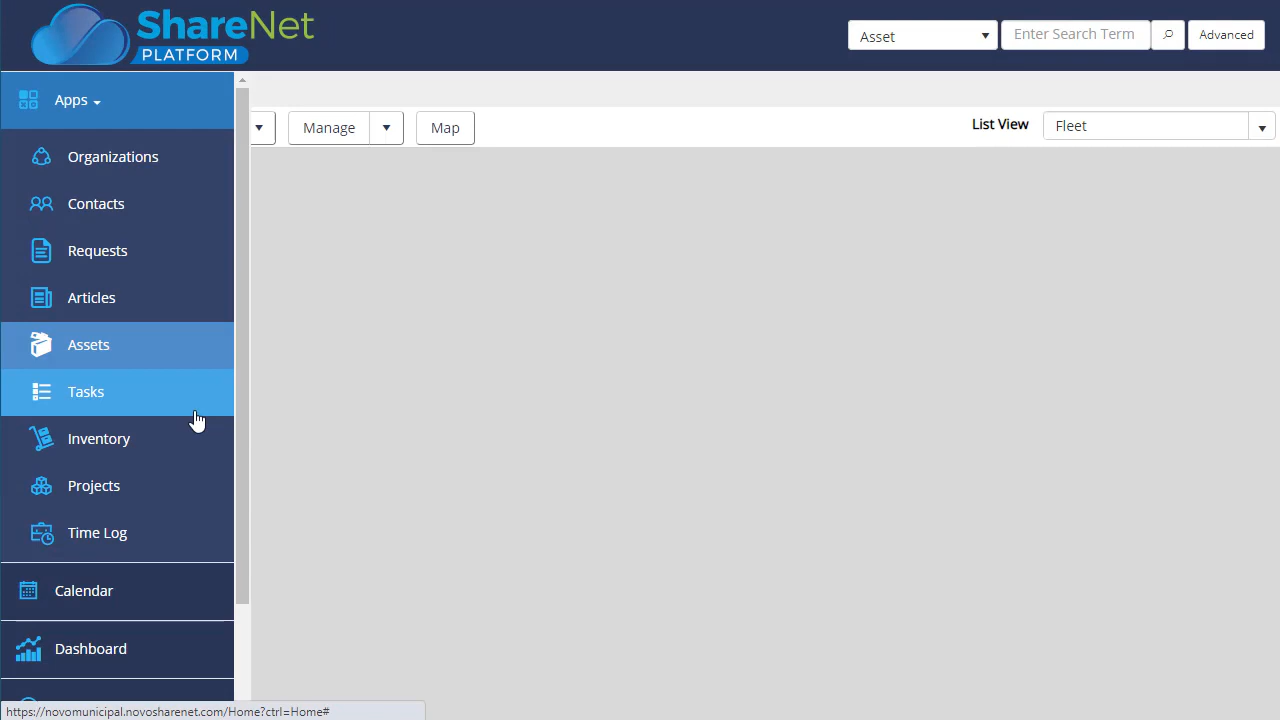 ShareNet
PLATFORM
Asset
Enter Search Term
Advanced
Apps
Manage
Map
List View
Fleet
Organizations
Contacts
Requests
Articles
Assets
Tasks
Inventory
Projects
Time Log
Calendar
Dashboard
https://novomunicipal.novosharenet.com/Home?ctrl=Home#